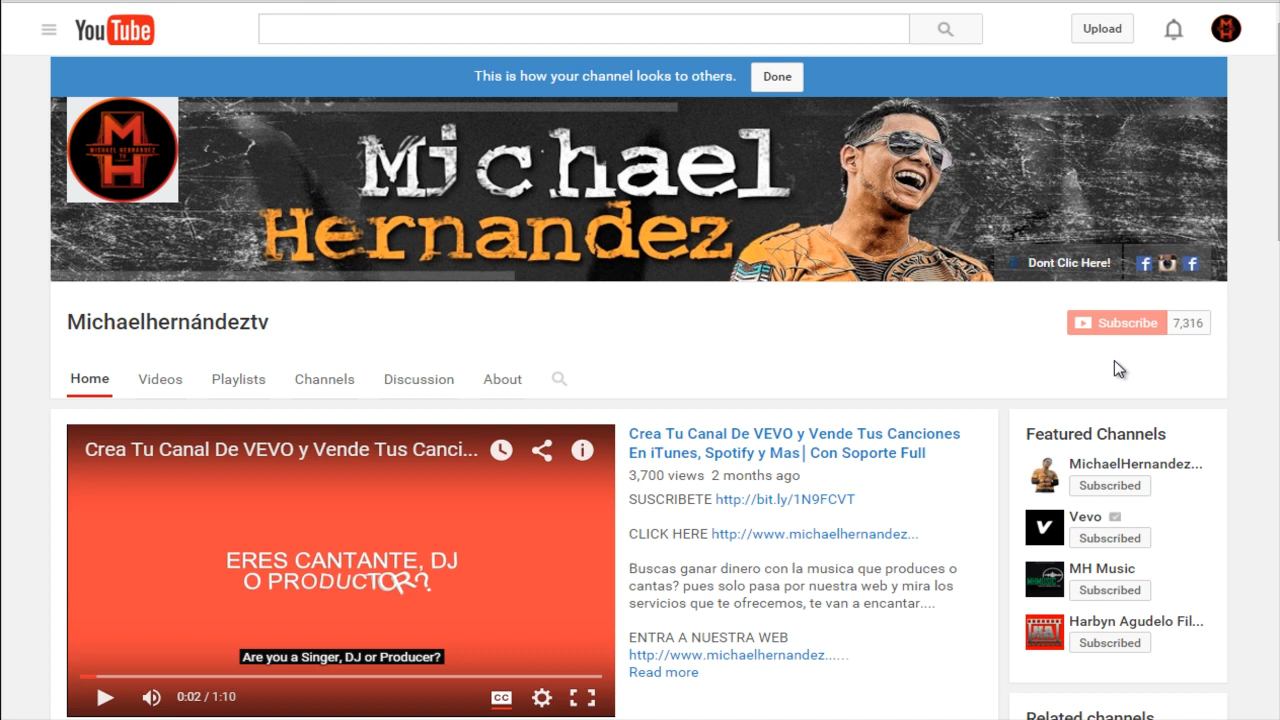 YouTube
Upload
This is how your channel looks to others.
Done
MH
MICHAEL HERNANDEZ
TV
Michael
Hernandez
Dont Clic Here!
Michaelhernándeztv
Subscribe 7,316
Home Videos Playlists Channels Discussion About
Crea Tu Canal De VEVO y Vende Tus Canci...
ERES CANTANTE, DJ
O PRODUCTOR?
Are you a Singer, DJ or Producer?
0:02 / 1:10
CC
Crea Tu Canal De VEVO y Vende Tus Canciones
En iTunes, Spotify y Mas│Con Soporte Full
3,700 views 2 months ago
SUSCRIBETE http://bit.ly/1N9FCVT
CLICK HERE http://www.michaelhernandez...
Buscas ganar dinero con la musica que produces o
cantas? pues solo pasa por nuestra web y mira los
servicios que te ofrecemos, te van a encantar....
ENTRA A NUESTRA WEB
http://www.michaelhernandez......
Read more
Featured Channels
MichaelHernandez...
Subscribed
Vevo
Subscribed
MH Music
Subscribed
Harbyn Agudelo Fil...
Subscribed
Related channels